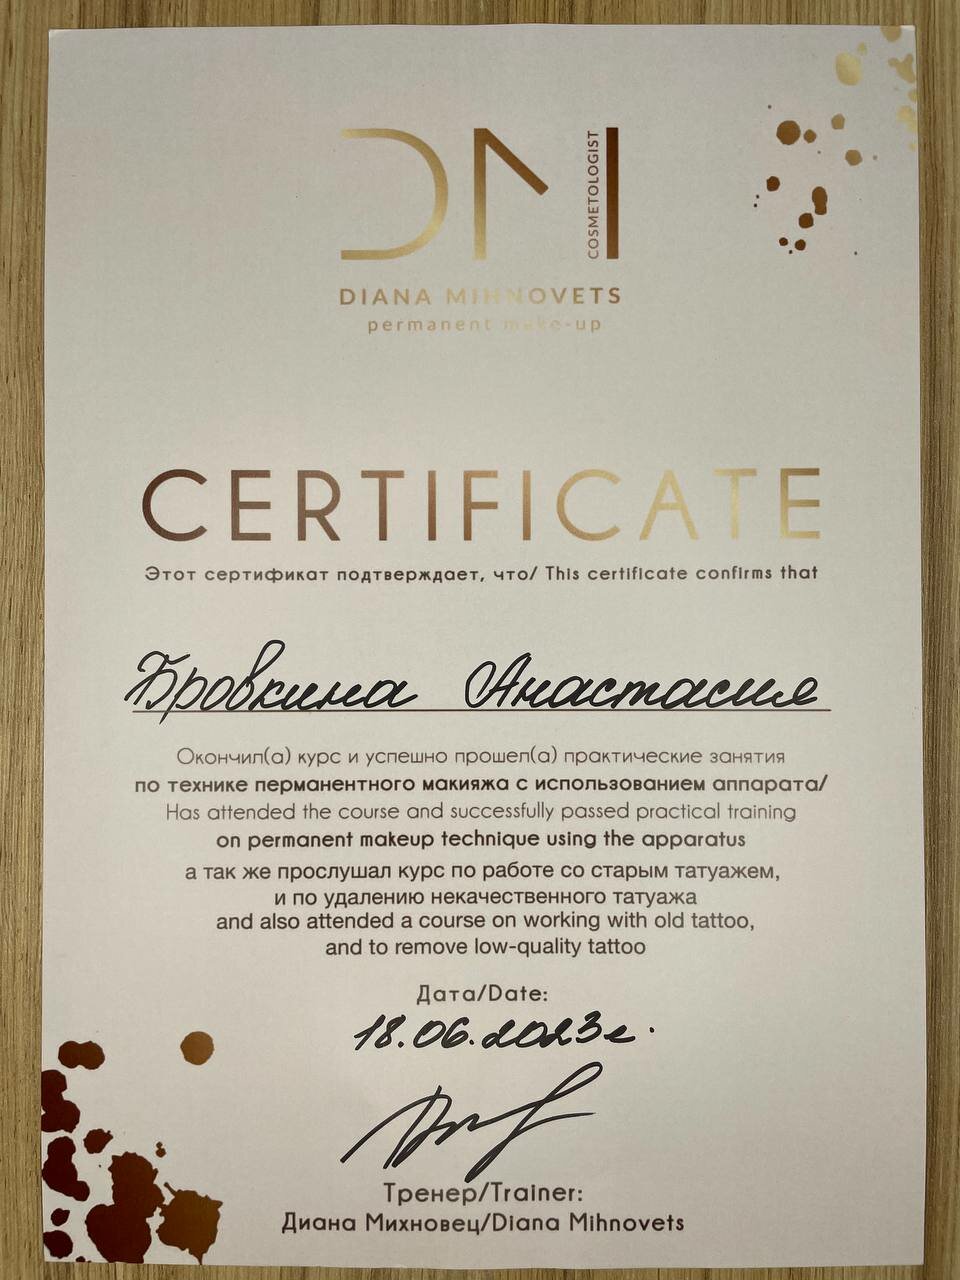 DM
COSMETOLOGIST
DIANA MIHNOVETS
permanent make-up
CERTIFICATE
Этот сертификат подтверждает, что/ This certificate confirms that
Бровкина Анастасия
Окончил(а) курс и успешно прошел(а) практические занятия
по технике перманентного макияжа с использованием аппарата/
Has attended the course and successfully passed practical training
on permanent makeup technique using the apparatus
а так же прослушал курс по работе со старым татуажем,
и по удалению некачественного татуажа
and also attended a course on working with old tattoo,
and to remove low-quality tattoo
Дата/Date:
18.06.2023г.
Тренер/Trainer:
Диана Михновец/Diana Mihnovets